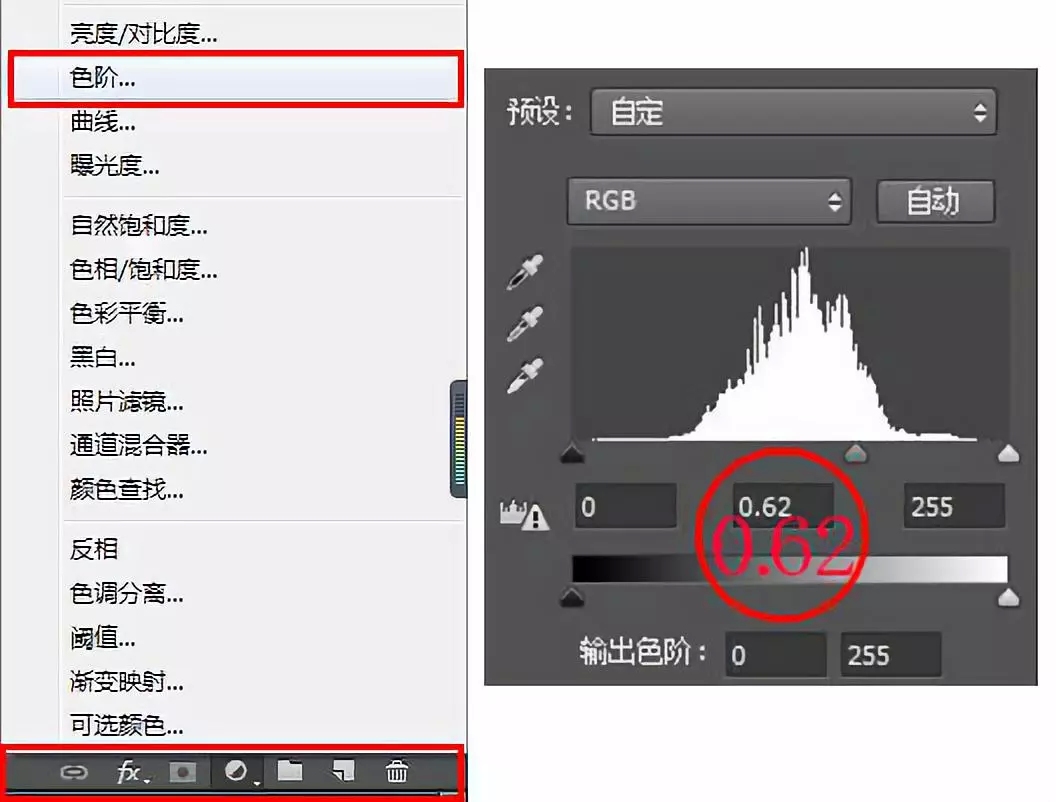 亮度/对比度...
色阶...
曲线...
曝光度...
自然饱和度...
色相/饱和度...
色彩平衡...
黑白...
照片滤镜...
通道混合器...
颜色查找...
反相
色调分离...
阈值...
渐变映射...
可选颜色...
fx
预设： 自定
RGB 自动
0 0.62 255
0.62
输出色阶： 0 255